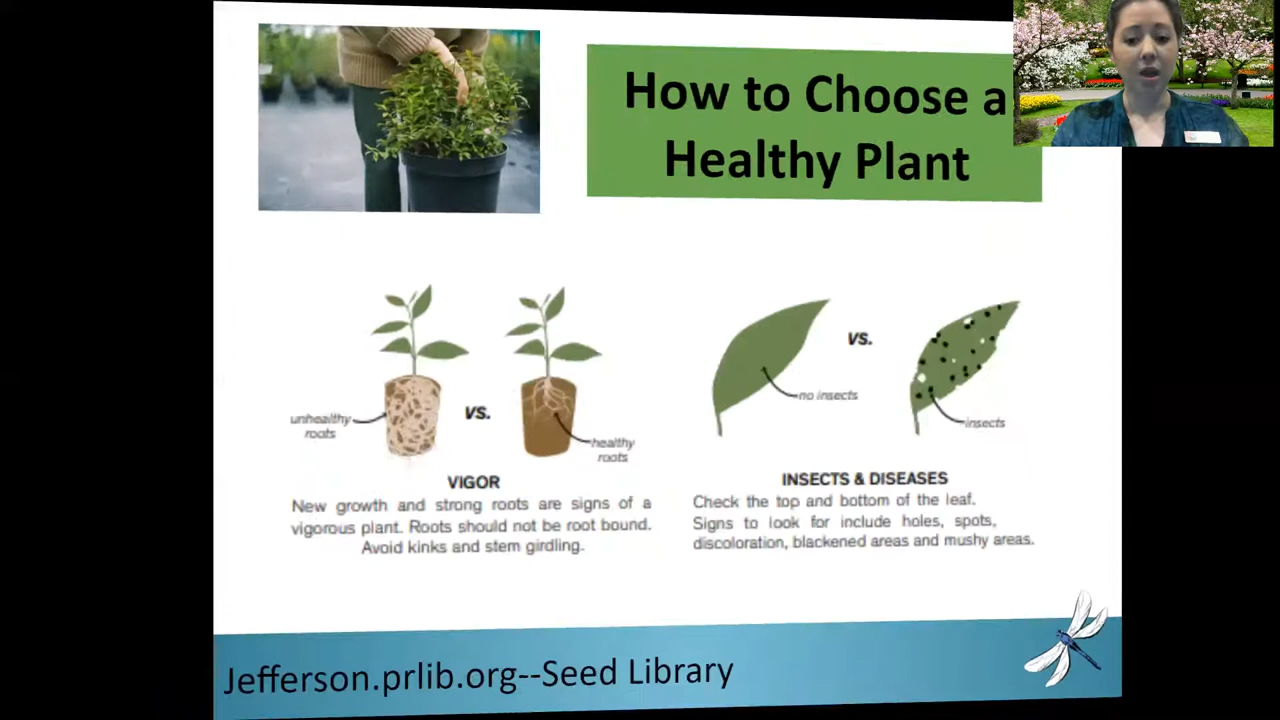 How to Choose a
Healthy Plant
unhealthy
roots
vs.
healthy
roots
VIGOR
New growth and strong roots are signs of a
vigorous plant. Roots should not be root bound.
Avoid kinks and stem girdling.
vs.
no insects
insects
INSECTS & DISEASES
Check the top and bottom of the leaf.
Signs to look for include holes, spots,
discoloration, blackened areas and mushy areas.
Jefferson.prlib.org--Seed Library